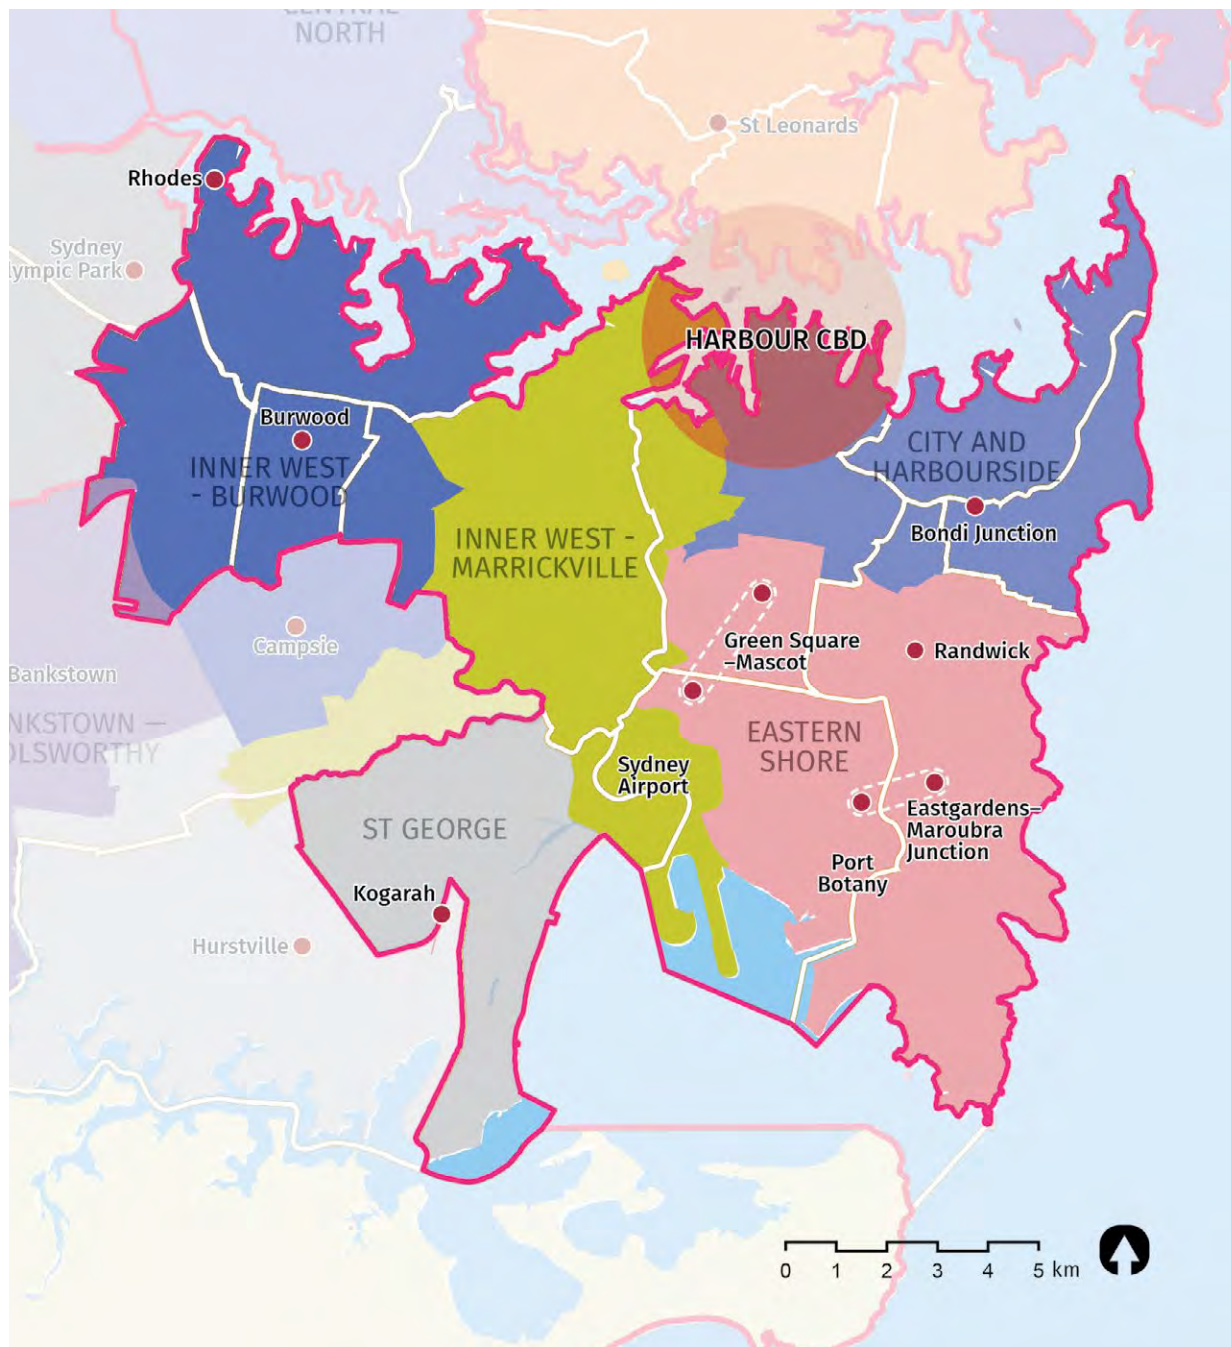 CENTRAL
NORTH
St Leonards
Rhodes
Sydney
lympic Park
HARBOUR CBD
Burwood
INNER WEST
- BURWOOD
CITY AND
HARBOURSIDE
Bondi Junction
INNER WEST -
MARRICKVILLE
Campsie
Green Square
–Mascot
Randwick
Bankstown
NKSTOWN —
OLSWORTHY
EASTERN
SHORE
Sydney
Airport
ST GEORGE
Eastgardens–
Maroubra
Junction
Port
Botany
Kogarah
Hurstville
0 1 2 3 4 5 km